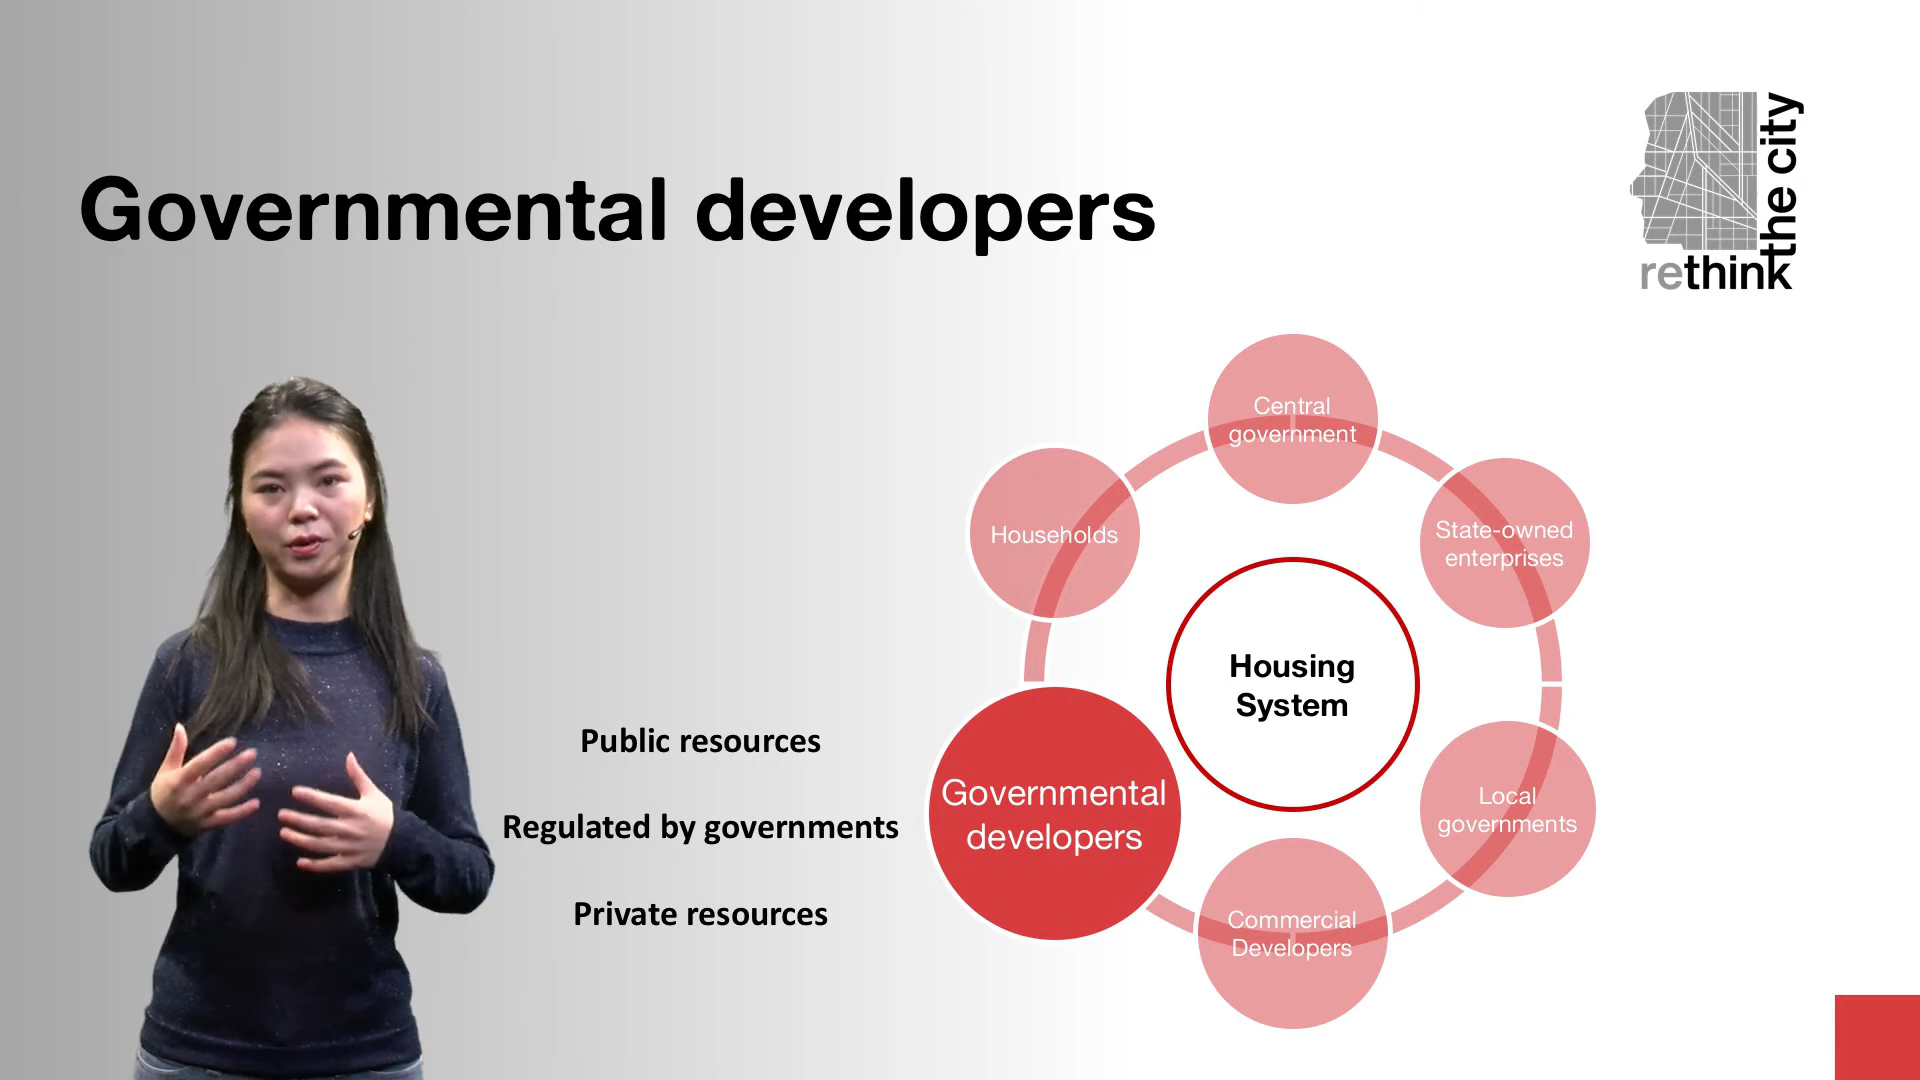 Governmental developers
rethink
the city
Central
government
Households
State-owned
enterprises
Housing
System
Public resources
Regulated by governments
Private resources
Governmental
developers
Local
governments
Commercial
Developers